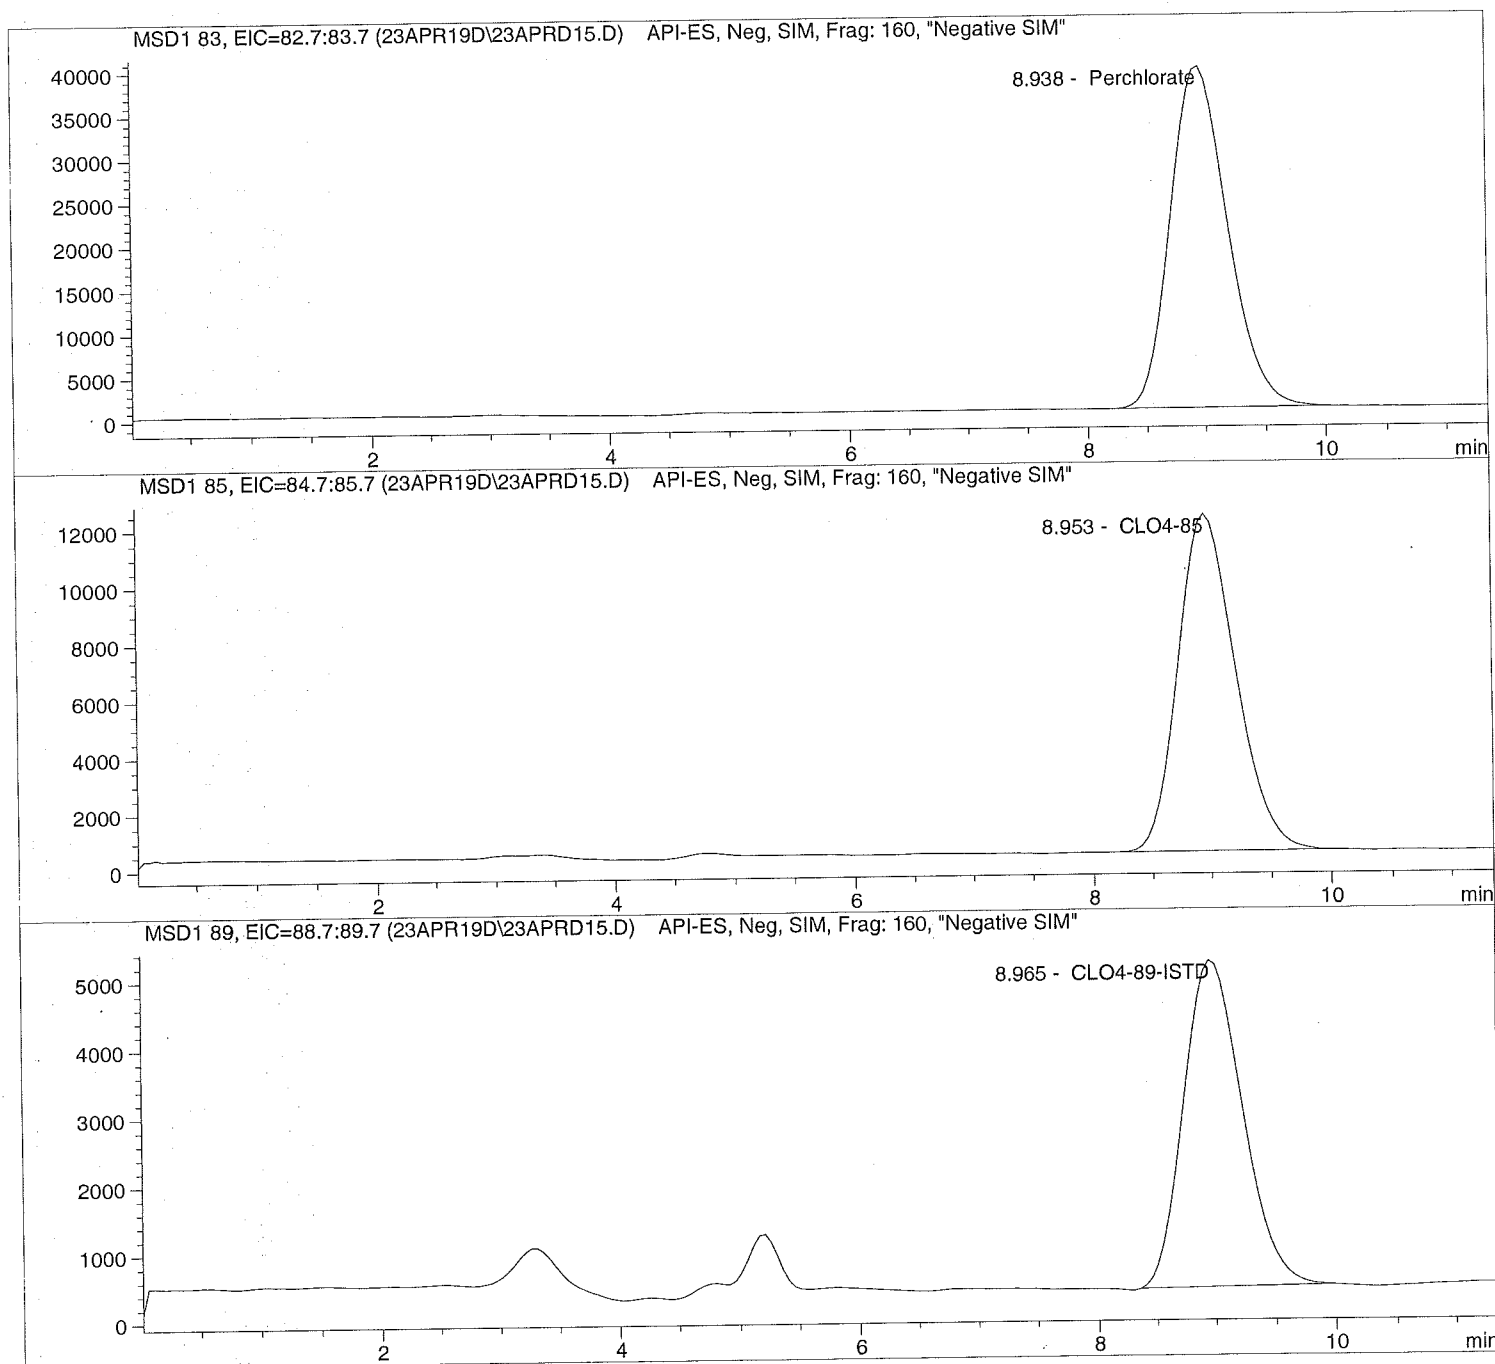 MSD1 83, EIC=82.7:83.7 (23APR19D\23APRD15.D) API-ES, Neg, SIM, Frag: 160, "Negative SIM"
8.938 - Perchlorate
40000
35000
30000
25000
20000
15000
10000
5000
0
2 4 6 8 10 min
MSD1 85, EIC=84.7:85.7 (23APR19D\23APRD15.D) API-ES, Neg, SIM, Frag: 160, "Negative SIM"
8.953 - CLO4-85
12000
10000
8000
6000
4000
2000
0
2 4 6 8 10 min
MSD1 89, EIC=88.7:89.7 (23APR19D\23APRD15.D) API-ES, Neg, SIM, Frag: 160, "Negative SIM"
8.965 - CLO4-89-ISTD
5000
4000
3000
2000
1000
0
2 4 6 8 10 min